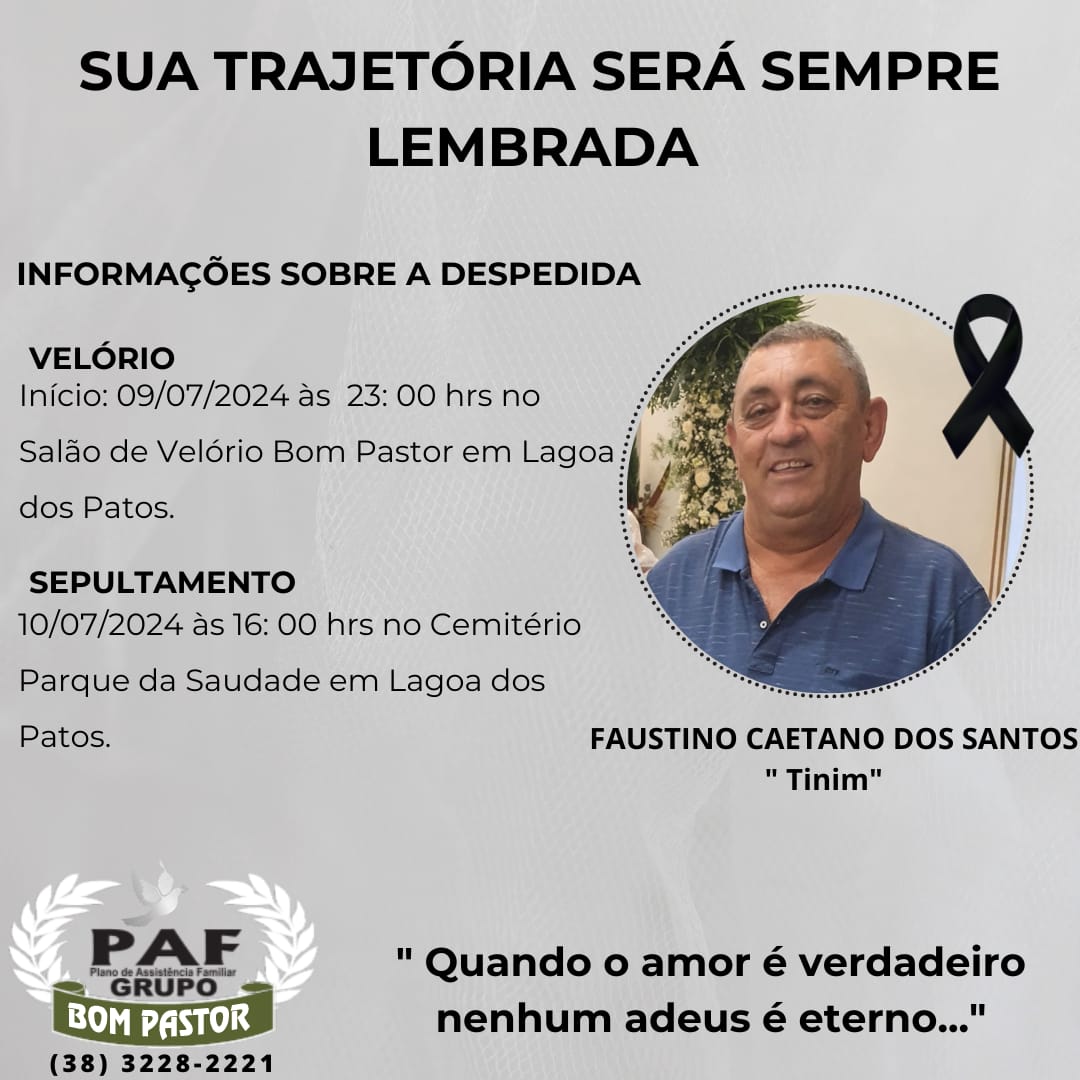 SUA TRAJETÓRIA SERÁ SEMPRE
LEMBRADA
INFORMAÇÕES SOBRE A DESPEDIDA
VELÓRIO
Início: 09/07/2024 às  23: 00 hrs no
Salão de Velório Bom Pastor em Lagoa
dos Patos.
SEPULTAMENTO
10/07/2024 às 16: 00 hrs no Cemitério
Parque da Saudade em Lagoa dos
Patos.
FAUSTINO CAETANO DOS SANTOS
" Tinim"
PAF
Plano de Assistência Familiar
GRUPO
BOM PASTOR
(38) 3228-2221
" Quando o amor é verdadeiro
nenhum adeus é eterno..."